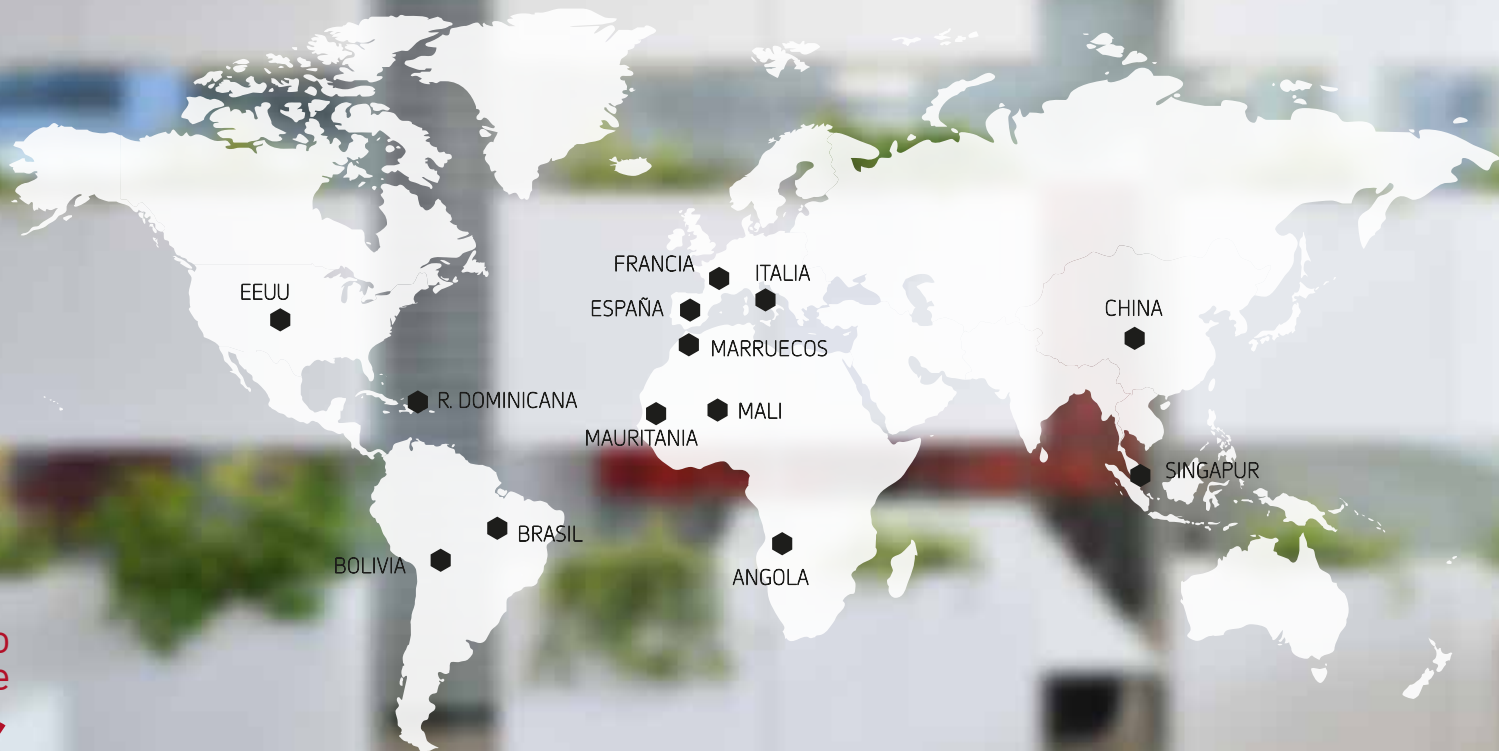 FRANCIA
ITALIA
EEUU
ESPAÑA
CHINA
MARRUECOS
R. DOMINICANA
MALI
MAURITANIA
SINGAPUR
BRASIL
BOLIVIA
ANGOLA
o
e